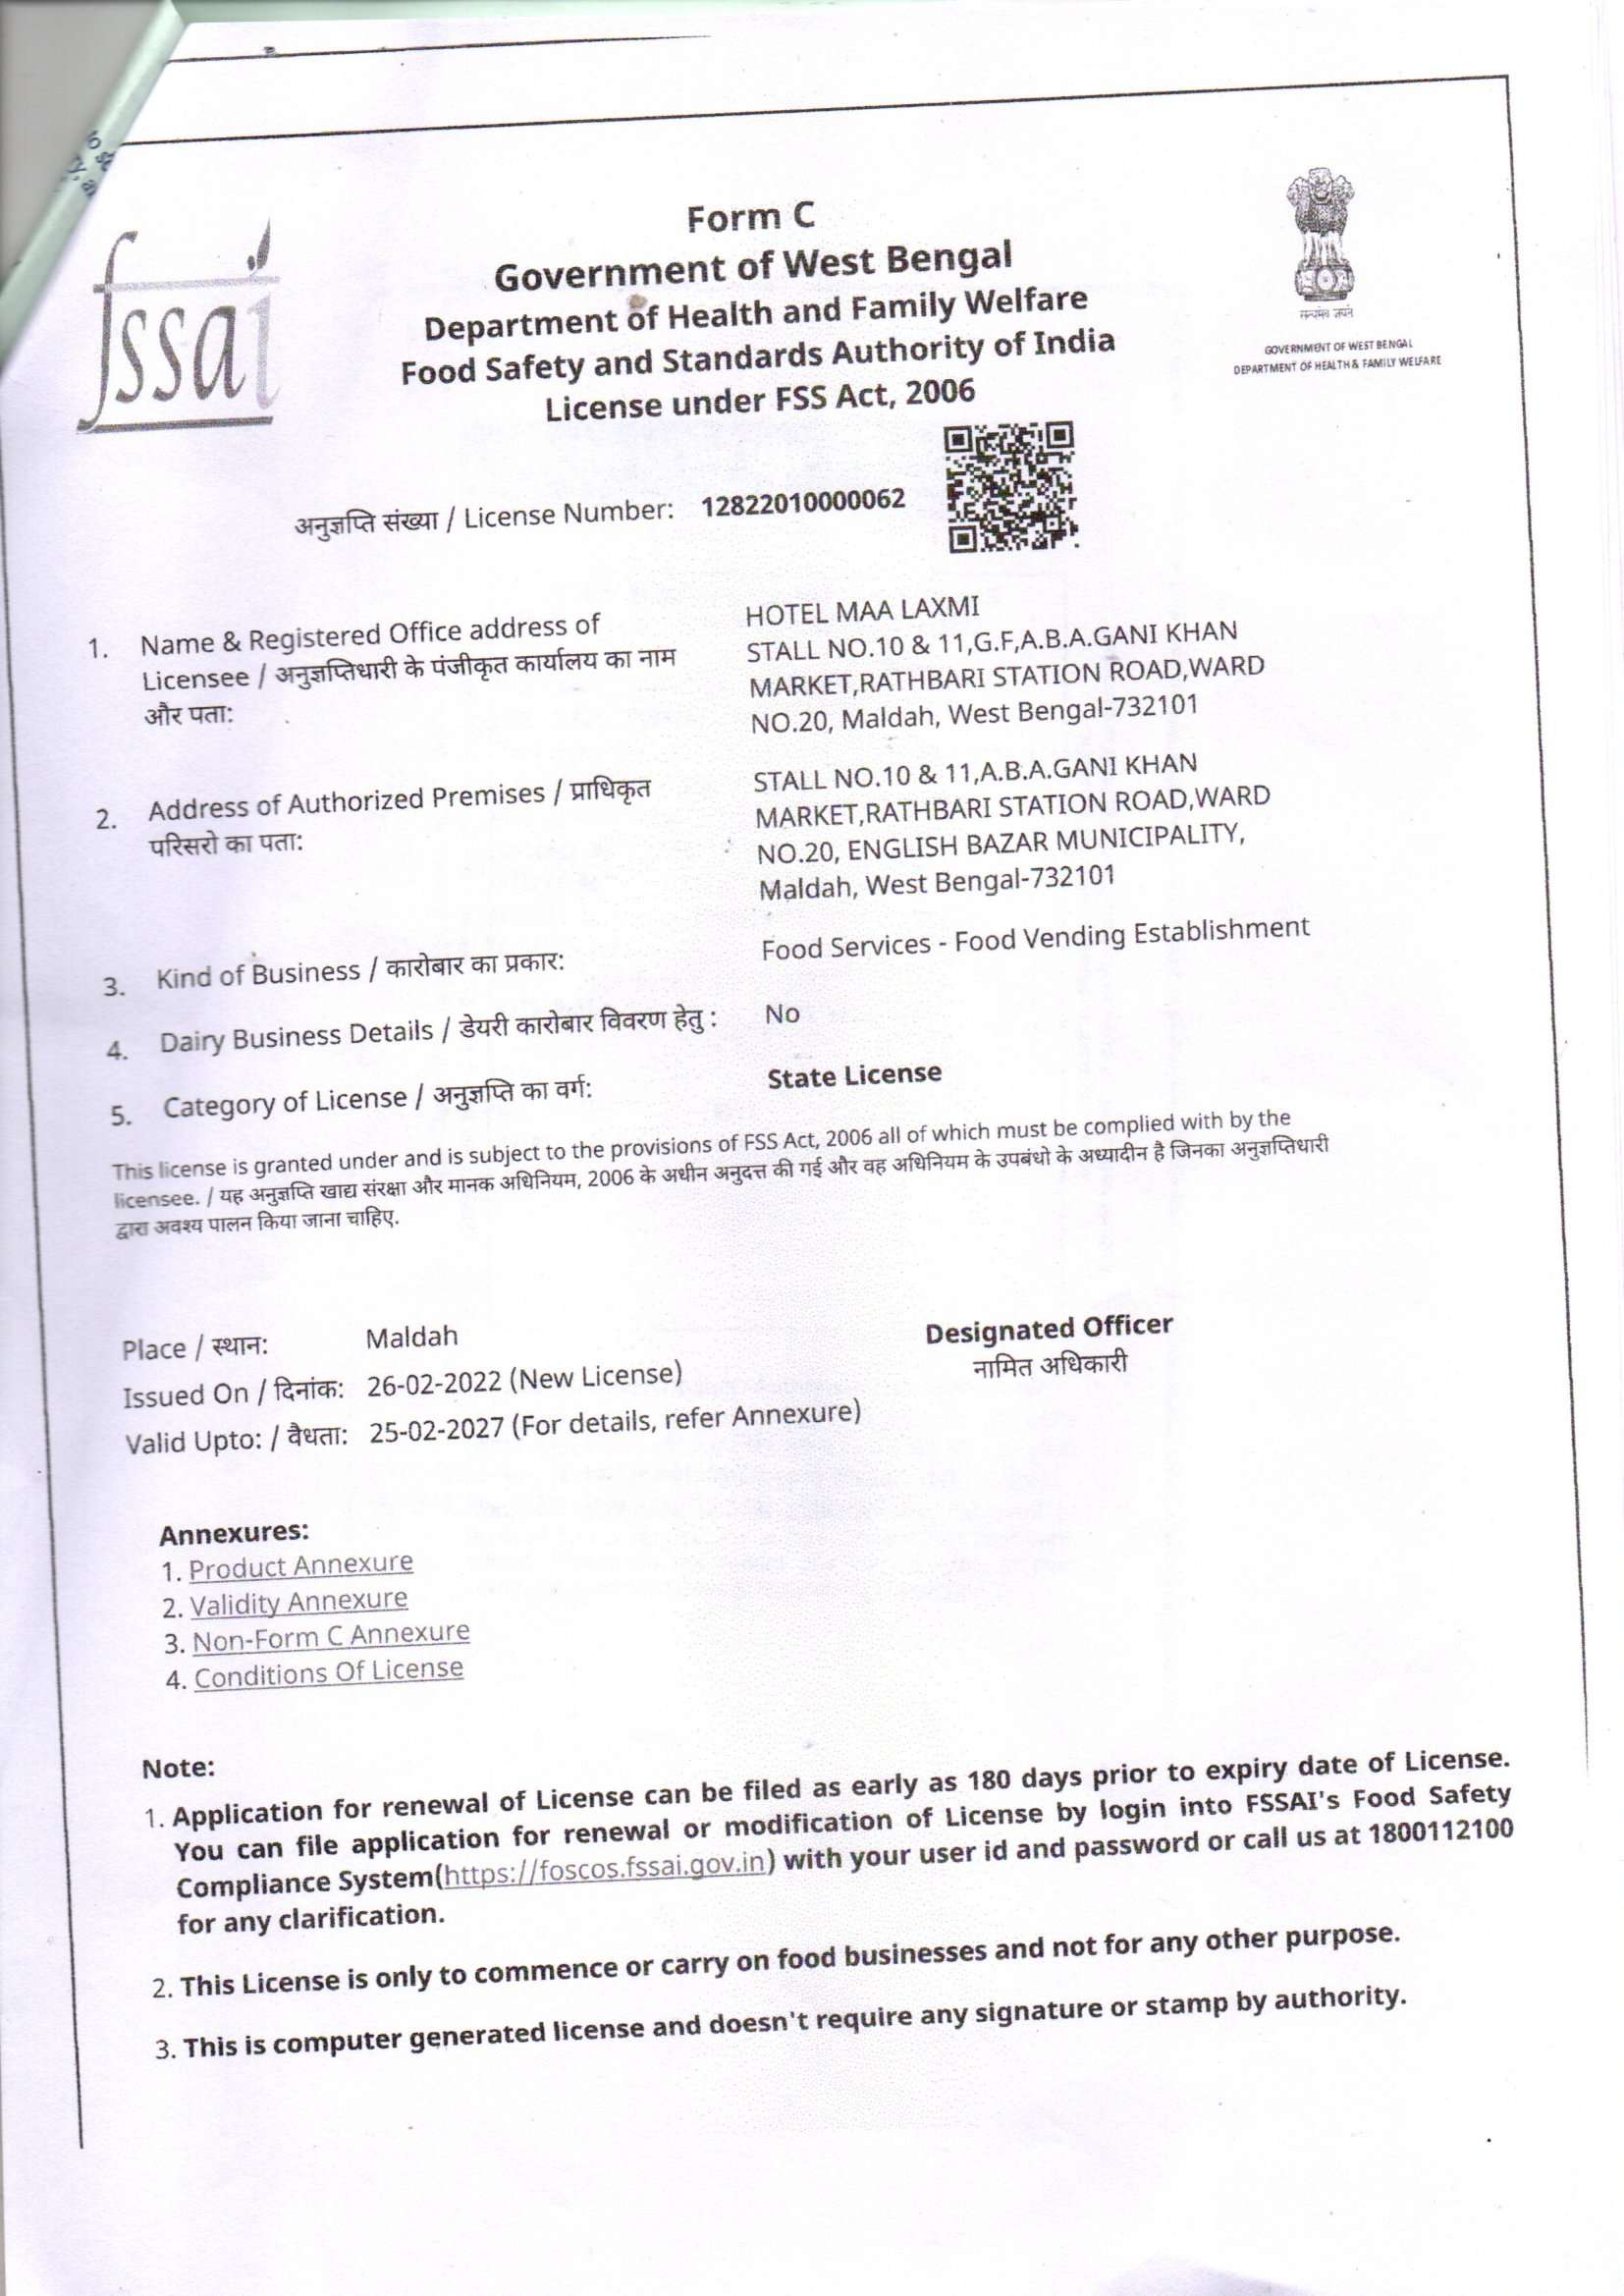 fssai
Form C
Government of West Bengal
Department of Health and Family Welfare
Food Safety and Standards Authority of India
License under FSS Act, 2006
सत्यमेव जयते
GOVERNMENT OF WEST BENGAL
DEPARTMENT OF HEALTH & FAMILY WELFARE
अनुज्ञप्ति संख्या / License Number: 12822010000062
1. Name & Registered Office address of
Licensee / अनुज्ञप्तिधारी के पंजीकृत कार्यालय का नाम
और पता:
HOTEL MAA LAXMI
STALL NO.10 & 11,G.F,A.B.A.GANI KHAN
MARKET,RATHBARI STATION ROAD,WARD
NO.20, Maldah, West Bengal-732101
2. Address of Authorized Premises / प्राधिकृत
परिसरो का पता:
STALL NO.10 & 11,A.B.A.GANI KHAN
MARKET,RATHBARI STATION ROAD,WARD
NO.20, ENGLISH BAZAR MUNICIPALITY,
Maldah, West Bengal-732101
3. Kind of Business / कारोबार का प्रकार: Food Services - Food Vending Establishment
4. Dairy Business Details / डेयरी कारोबार विवरण हेतु : No
5. Category of License / अनुज्ञप्ति का वर्ग: State License
This license is granted under and is subject to the provisions of FSS Act, 2006 all of which must be complied with by the
licensee. / यह अनुज्ञप्ति खाद्य संरक्षा और मानक अधिनियम, 2006 के अधीन अनुदत्त की गई और वह अधिनियम के उपबंधो के अध्यादीन है जिनका अनुज्ञप्तिधारी
द्वारा अवश्य पालन किया जाना चाहिए.
Place / स्थान: Maldah
Issued On / दिनांक: 26-02-2022 (New License)
Valid Upto: / वैधता: 25-02-2027 (For details, refer Annexure)
Designated Officer
नामित अधिकारी
Annexures:
1. Product Annexure
2. Validity Annexure
3. Non-Form C Annexure
4. Conditions Of License
Note:
1. Application for renewal of License can be filed as early as 180 days prior to expiry date of License.
You can file application for renewal or modification of License by login into FSSAI's Food Safety
Compliance System(https://foscos.fssai.gov.in) with your user id and password or call us at 1800112100
for any clarification.
2. This License is only to commence or carry on food businesses and not for any other purpose.
3. This is computer generated license and doesn't require any signature or stamp by authority.